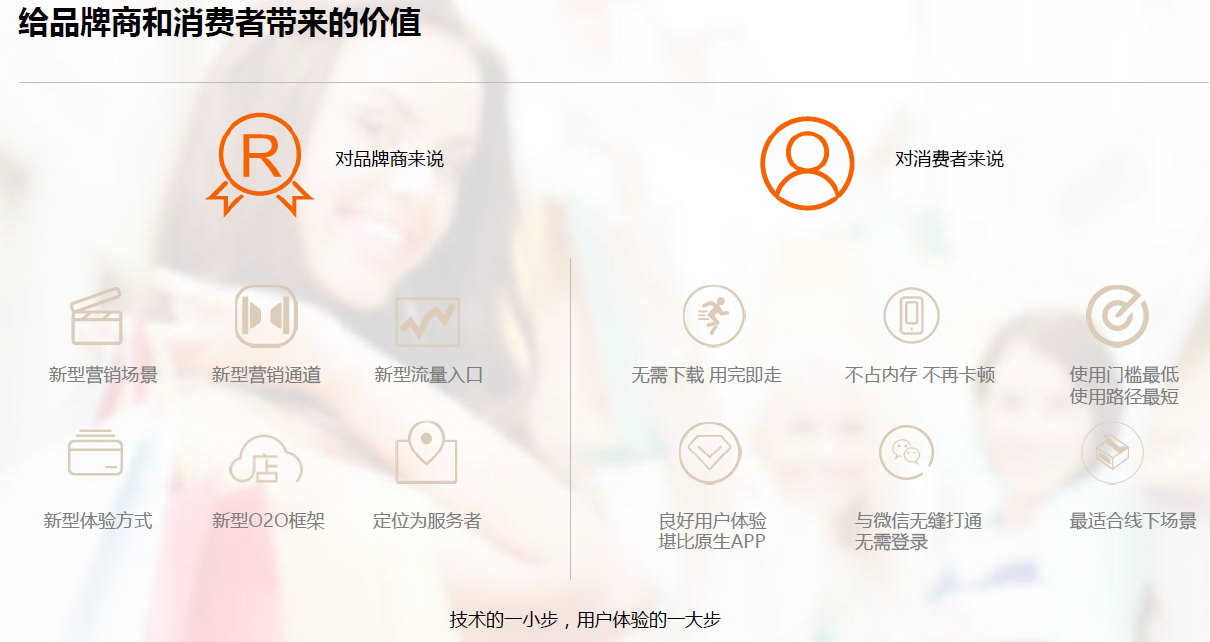 给品牌商和消费者带来的价值
R
对品牌商来说
对消费者来说
新型营销场景
新型营销通道
新型流量入口
无需下载 用完即走
不占内存 不再卡顿
使用门槛最低
使用路径最短
店
新型体验方式
新型O2O框架
定位为服务者
良好用户体验
堪比原生APP
与微信无缝打通
无需登录
最适合线下场景
技术的一小步，用户体验的一大步